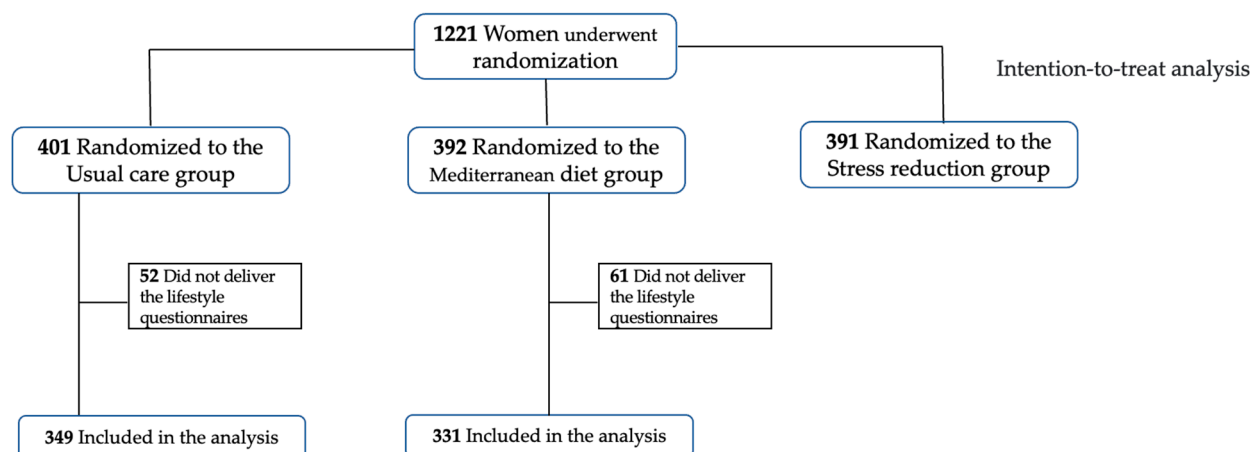 1221 Women underwent
randomization
Intention-to-treat analysis
401 Randomized to the
Usual care group
392 Randomized to the
Mediterranean diet group
391 Randomized to the
Stress reduction group
52 Did not deliver
the lifestyle
questionnaires
61 Did not deliver
the lifestyle
questionnaires
349 Included in the analysis
331 Included in the analysis